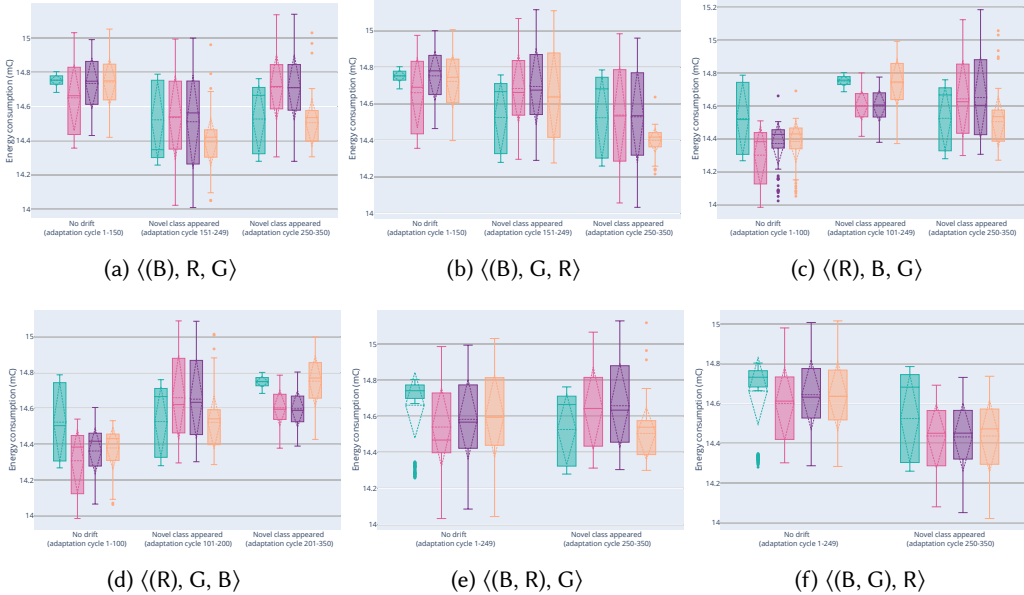 Energy consumption (mC)
15
14.8
14.6
14.4
14.2
14
No drift
(adaptation cycle 1-150)
Novel class appeared
(adaptation cycle 151-249)
Novel class appeared
(adaptation cycle 250-350)
(a) ⟨(B), R, G⟩
Energy consumption (mC)
15
14.8
14.6
14.4
14.2
14
No drift
(adaptation cycle 1-150)
Novel class appeared
(adaptation cycle 151-249)
Novel class appeared
(adaptation cycle 250-350)
(b) ⟨(B), G, R⟩
Energy consumption (mC)
15.2
15
14.8
14.6
14.4
14.2
14
No drift
(adaptation cycle 1-100)
Novel class appeared
(adaptation cycle 101-249)
Novel class appeared
(adaptation cycle 250-350)
(c) ⟨(R), B, G⟩
Energy consumption (mC)
15
14.8
14.6
14.4
14.2
14
No drift
(adaptation cycle 1-100)
Novel class appeared
(adaptation cycle 101-200)
Novel class appeared
(adaptation cycle 201-350)
(d) ⟨(R), G, B⟩
Energy consumption (mC)
15
14.8
14.6
14.4
14.2
14
No drift
(adaptation cycle 1-249)
Novel class appeared
(adaptation cycle 250-350)
(e) ⟨(B, R), G⟩
Energy consumption (mC)
15
14.8
14.6
14.4
14.2
14
No drift
(adaptation cycle 1-249)
Novel class appeared
(adaptation cycle 250-350)
(f) ⟨(B, G), R⟩